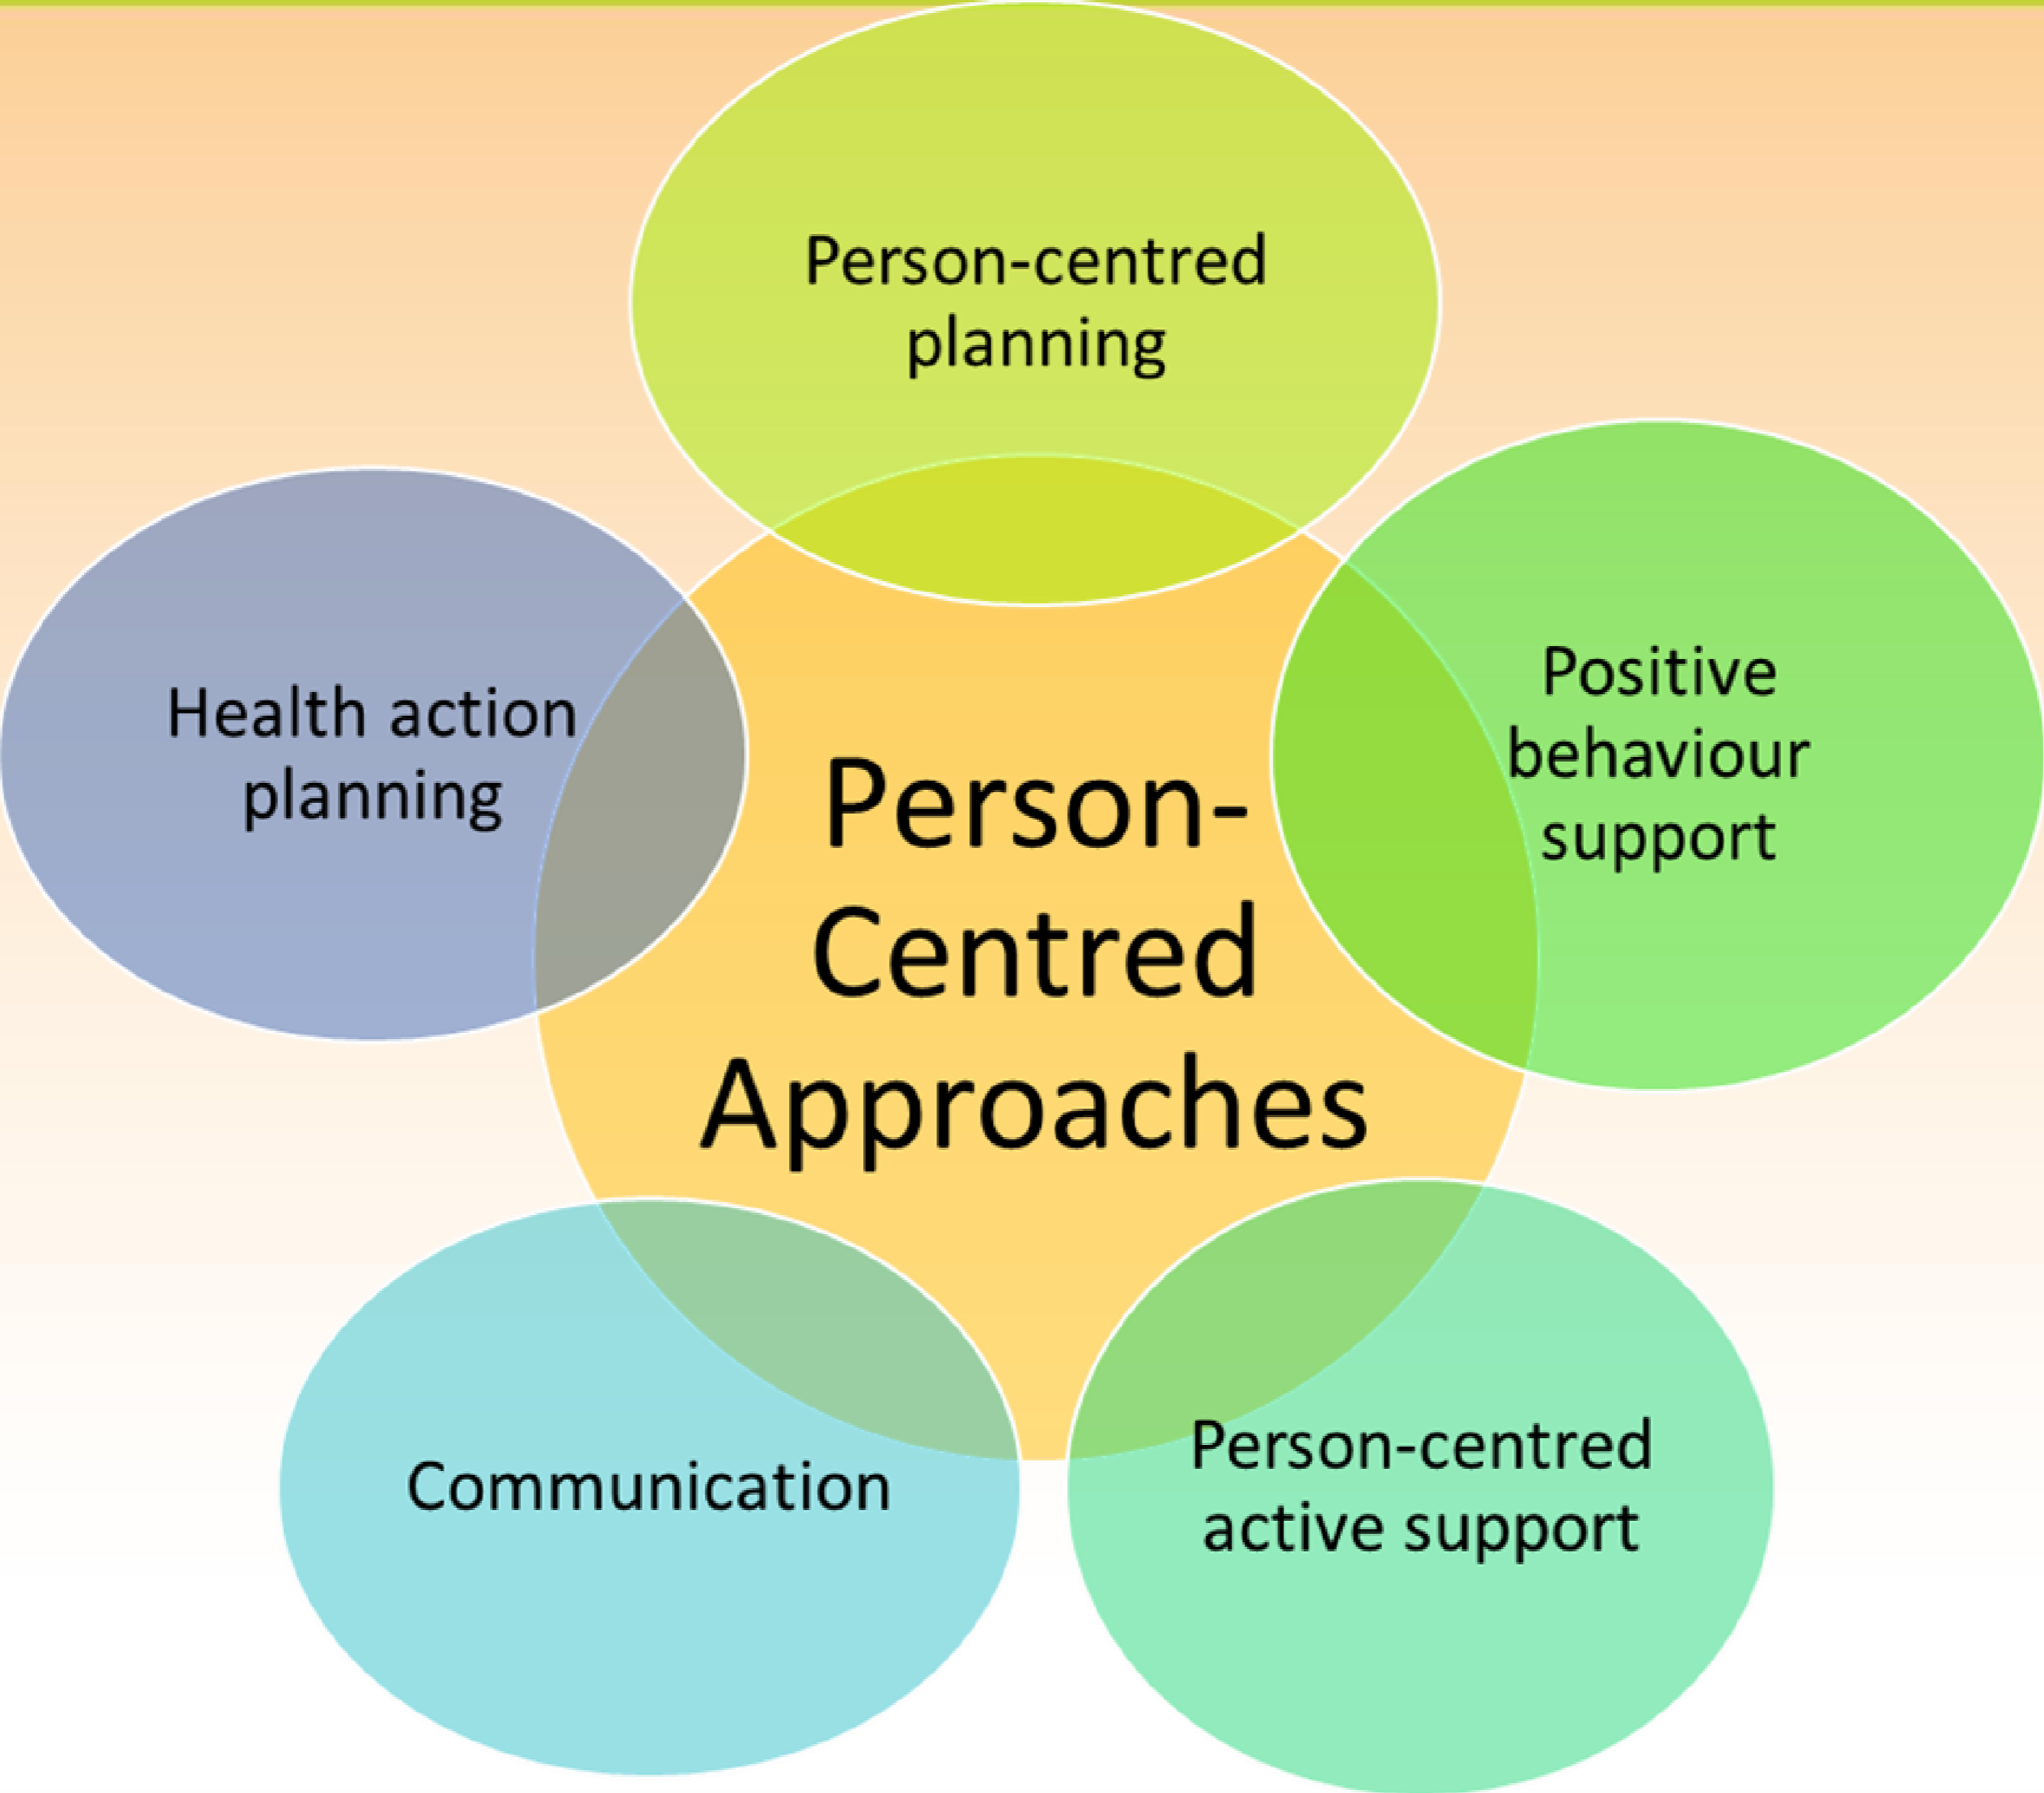 Person-centred
planning
Positive
behaviour
support
Health action
planning
Person-
Centred
Approaches
Communication
Person-centred
active support